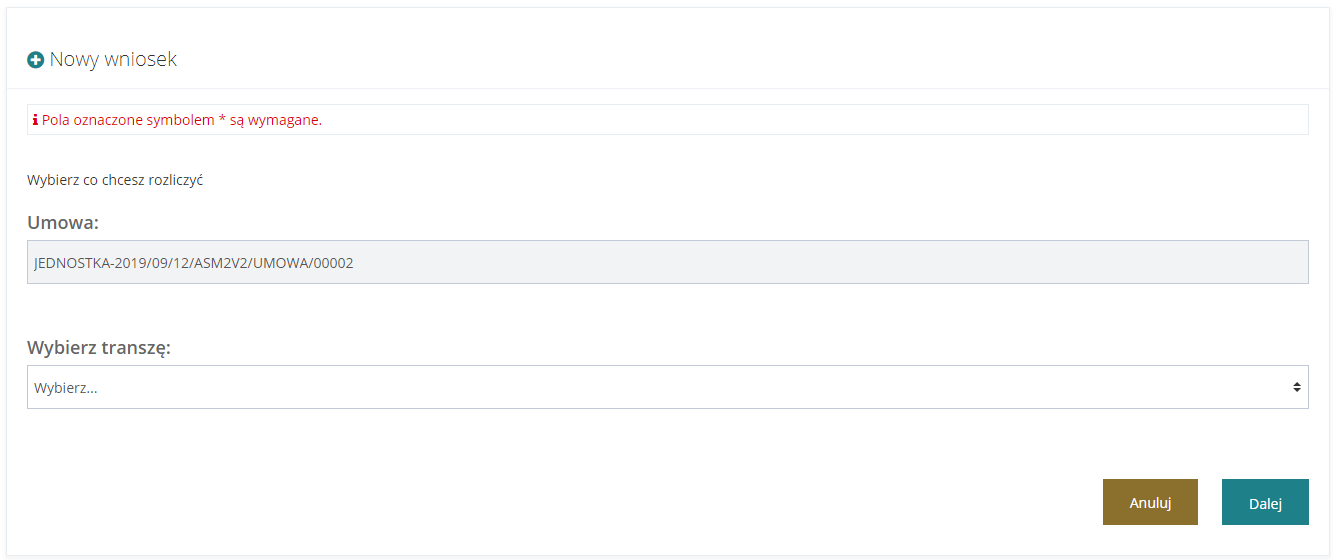 Nowy wniosek
Pola oznaczone symbolem * są wymagane.
Wybierz co chcesz rozliczyć
Umowa:
JEDNOSTKA-2019/09/12/ASM2V2/UMOWA/00002
Wybierz transzę:
Wybierz...
Anuluj
Dalej